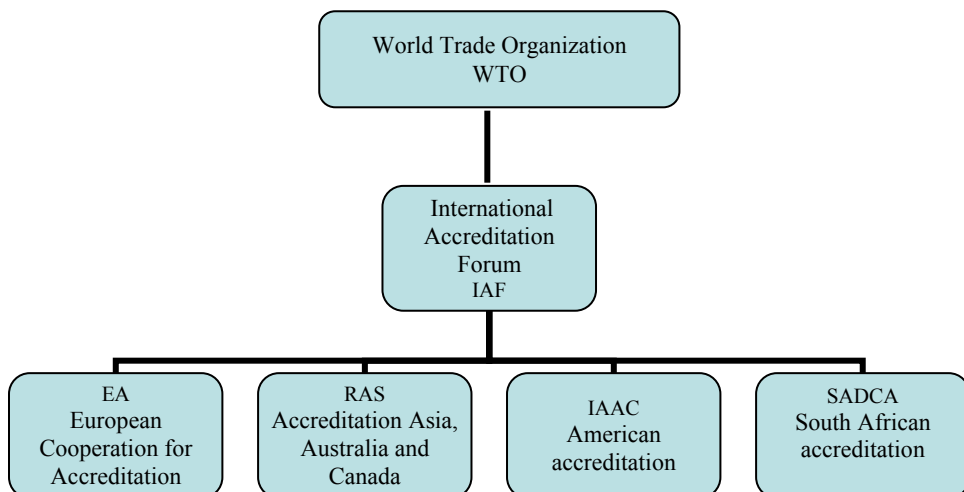 World Trade Organization
WTO
International
Accreditation
Forum
IAF
EA
European
Cooperation for
Accreditation
RAS
Accreditation Asia,
Australia and
Canada
IAAC
American
accreditation
SADCA
South African
accreditation